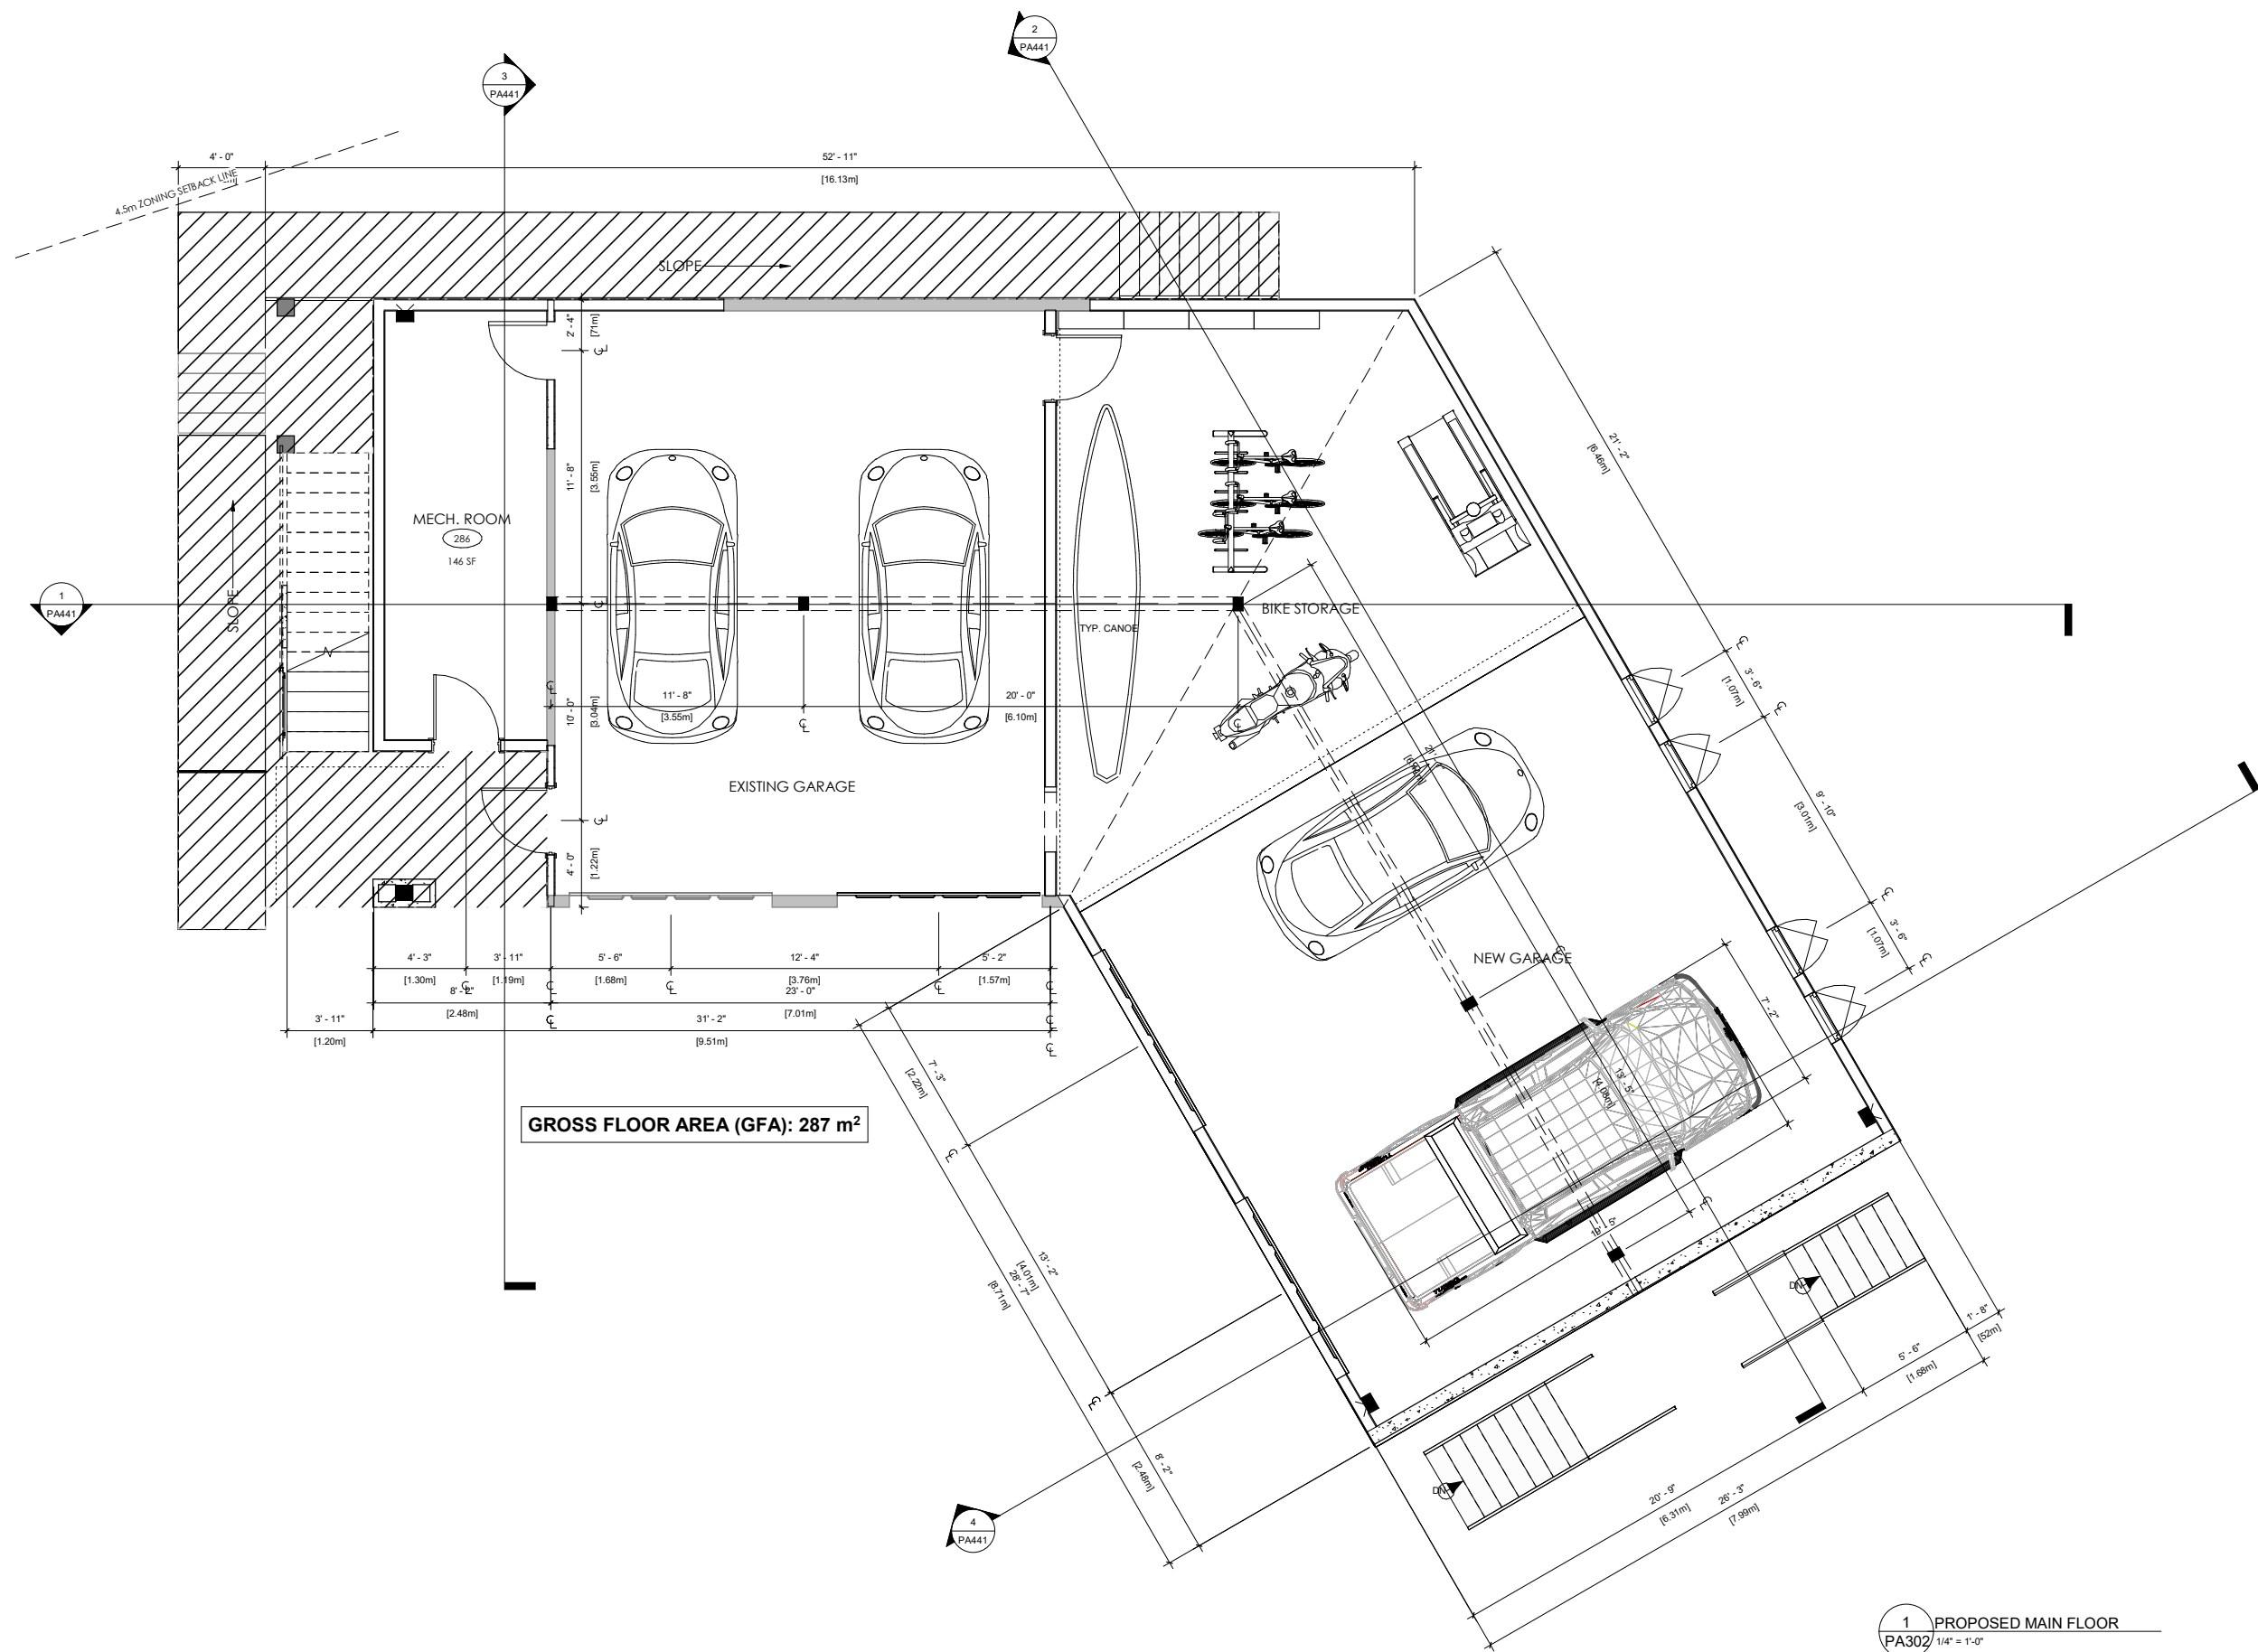 2
PA441
3
PA441
4' - 0"
52' - 11"
[16.13m]
4.5m ZONING SETBACK LINE
SLOPE
2' - 4"
[71m]
21' - 2"
[6.46m]
11' - 8"
[3.55m]
MECH. ROOM
286
146 SF
1
PA441
SLOPE
BIKE STORAGE
TYP. CANOE
11' - 8"
[3.55m]
20' - 0"
[6.10m]
10' - 0"
[3.04m]
3' - 6"
[1.07m]
EXISTING GARAGE
9' - 10"
[3.01m]
4' - 0"
[1.22m]
3' - 6"
[1.07m]
NEW GARAGE
4' - 3"
[1.30m]
3' - 11"
[1.19m]
5' - 6"
[1.68m]
12' - 4"
[3.76m]
5' - 2"
[1.57m]
8' - 2"
[2.48m]
23' - 0"
[7.01m]
3' - 11"
[1.20m]
31' - 2"
[9.51m]
7' - 2"
7' - 3"
[2.22m]
13' - 5"
[4.08m]
GROSS FLOOR AREA (GFA): 287 m²
19' - 5"
13' - 2"
[4.01m]
28' - 7"
[8.71m]
DN
1' - 8"
[52m]
5' - 6"
[1.68m]
8' - 2"
[2.48m]
DN
20' - 9"
[6.31m]
26' - 3"
[7.99m]
4
PA441
1
PA302
PROPOSED MAIN FLOOR
1/4" = 1'-0"